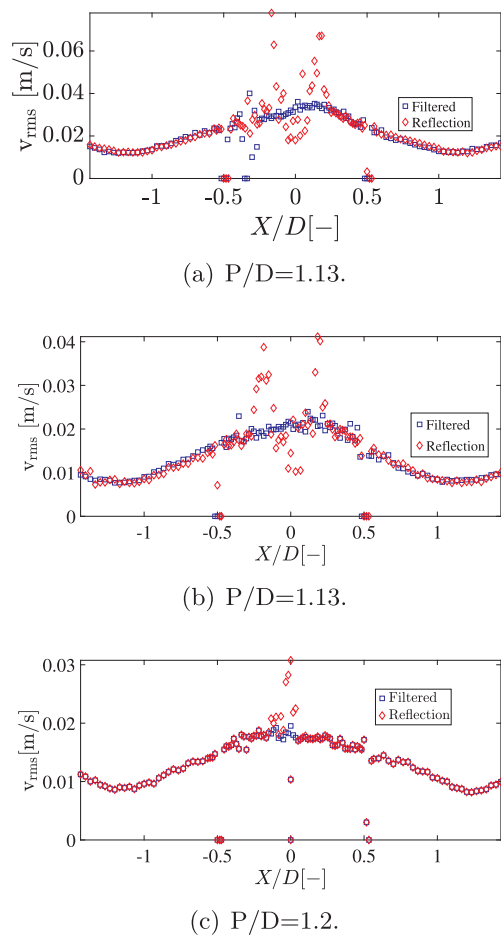 0.06
0.04
0.02
0
v_rms [m/s]
Filtered
Reflection
-1 -0.5 0 0.5 1
X/D[−]
(a) P/D=1.13.
0.04
0.03
0.02
0.01
0
v_rms[m/s]
Filtered
Reflection
-1 -0.5 0 0.5 1
X/D[−]
(b) P/D=1.13.
0.03
0.02
0.01
0
v_rms[m/s]
Filtered
Reflection
-1 -0.5 0 0.5 1
X/D[−]
(c) P/D=1.2.